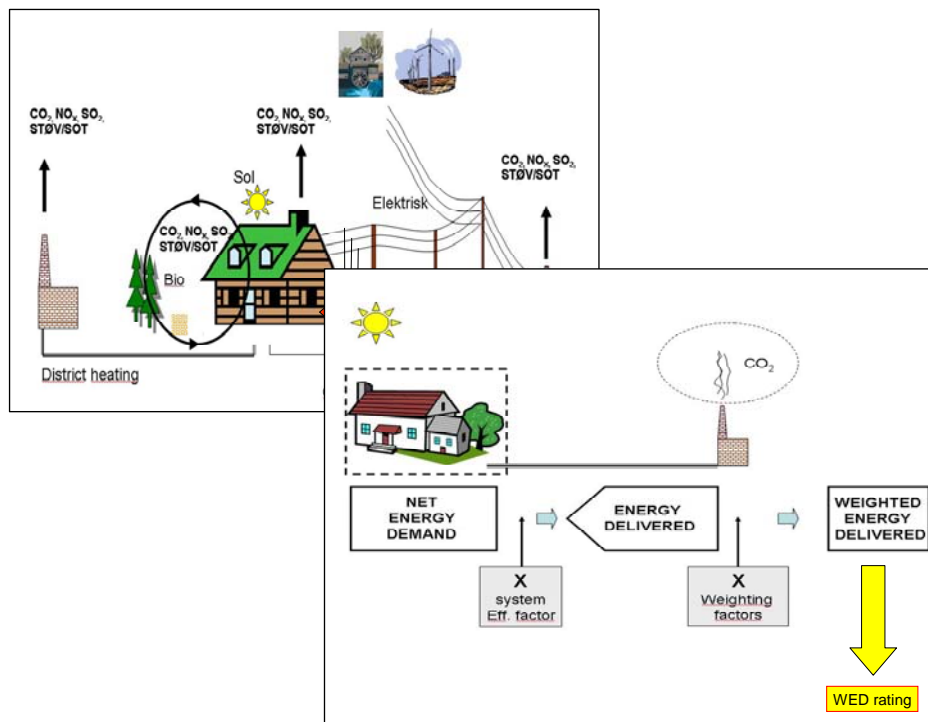 CO₂, NOₓ, SO₂,
STØV/SOT
CO₂, NOₓ, SO₂,
STØV/SOT
CO₂, NOₓ, SO₂,
STØV/SOT
Sol
Elektrisk
CO₂, NOₓ, SO₂
STØV/SOT
Bio
District heating
CO₂
NET
ENERGY
DEMAND
ENERGY
DELIVERED
WEIGHTED
ENERGY
DELIVERED
X
system
Eff. factor
X
Weighting
factors
WED rating